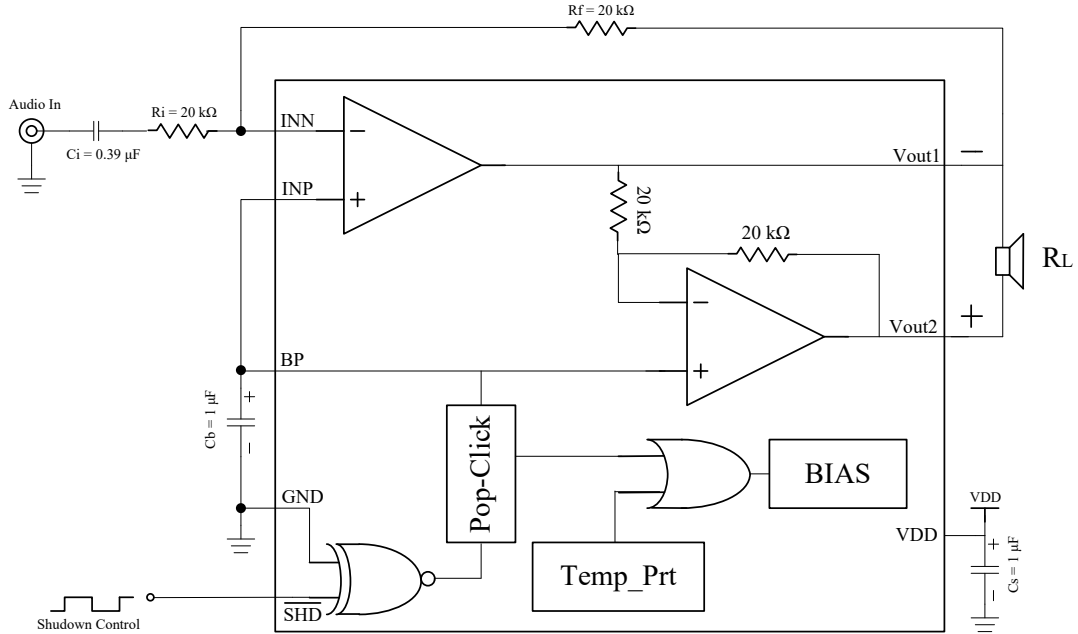 Rf = 20 kΩ
Audio In
Ri = 20 kΩ
Ci = 0.39 μF
INN
−
INP
+
Vout1
−
20 kΩ
20 kΩ
RL
−
Vout2
+
BP
+
Cb = 1 μF
+
−
Pop-Click
BIAS
GND
VDD
VDD
+
Cs = 1 μF
−
Temp_Prt
SHD
Shudown Control